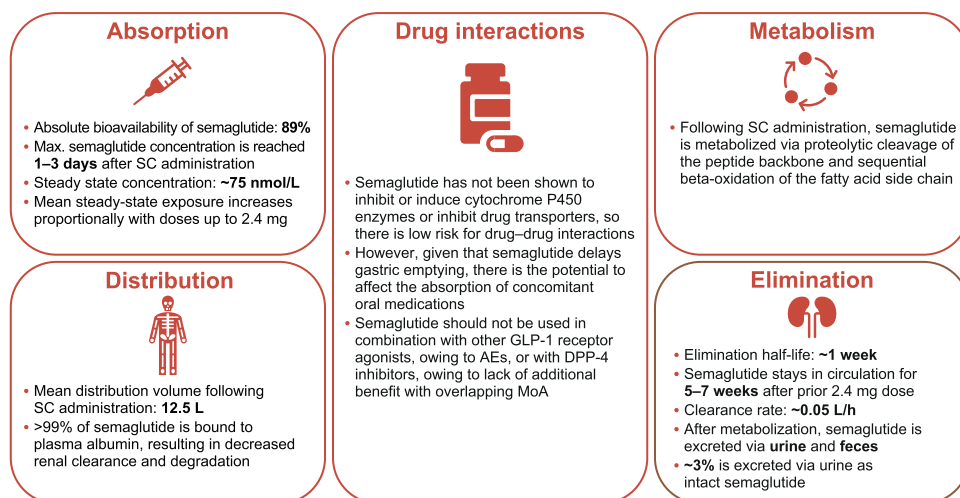 Absorption
• Absolute bioavailability of semaglutide: 89%
• Max. semaglutide concentration is reached
1–3 days after SC administration
• Steady state concentration: ~75 nmol/L
• Mean steady-state exposure increases
proportionally with doses up to 2.4 mg
Distribution
• Mean distribution volume following
SC administration: 12.5 L
• >99% of semaglutide is bound to
plasma albumin, resulting in decreased
renal clearance and degradation
Drug interactions
• Semaglutide has not been shown to
inhibit or induce cytochrome P450
enzymes or inhibit drug transporters, so
there is low risk for drug–drug interactions
• However, given that semaglutide delays
gastric emptying, there is the potential to
affect the absorption of concomitant
oral medications
• Semaglutide should not be used in
combination with other GLP-1 receptor
agonists, owing to AEs, or with DPP-4
inhibitors, owing to lack of additional
benefit with overlapping MoA
Metabolism
• Following SC administration, semaglutide
is metabolized via proteolytic cleavage of
the peptide backbone and sequential
beta-oxidation of the fatty acid side chain
Elimination
• Elimination half-life: ~1 week
• Semaglutide stays in circulation for
5–7 weeks after prior 2.4 mg dose
• Clearance rate: ~0.05 L/h
• After metabolization, semaglutide is
excreted via urine and feces
• ~3% is excreted via urine as
intact semaglutide